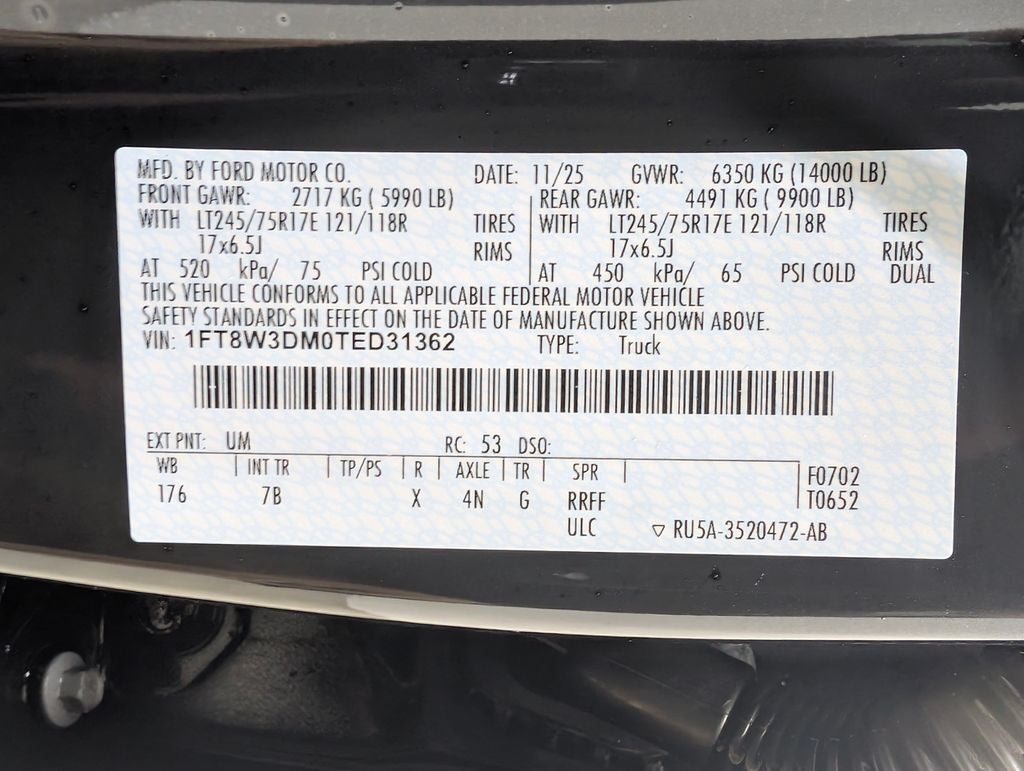 MFD. BY FORD MOTOR CO. DATE: 11/25 GVWR: 6350 KG (14000 LB)
FRONT GAWR: 2717 KG ( 5990 LB) REAR GAWR: 4491 KG ( 9900 LB)
WITH LT245/75R17E 121/118R TIRES WITH LT245/75R17E 121/118R TIRES
17x6.5J RIMS 17x6.5J RIMS
AT 520 kPa/ 75 PSI COLD AT 450 kPa/ 65 PSI COLD DUAL
THIS VEHICLE CONFORMS TO ALL APPLICABLE FEDERAL MOTOR VEHICLE
SAFETY STANDARDS IN EFFECT ON THE DATE OF MANUFACTURE SHOWN ABOVE.
VIN: 1FT8W3DM0TED31362 TYPE: Truck
EXT PNT: UM RC: 53 DSO:
WB INT TR TP/PS R AXLE TR SPR F0702
176 7B X 4N G RRFF T0652
ULC ▽ RU5A-3520472-AB